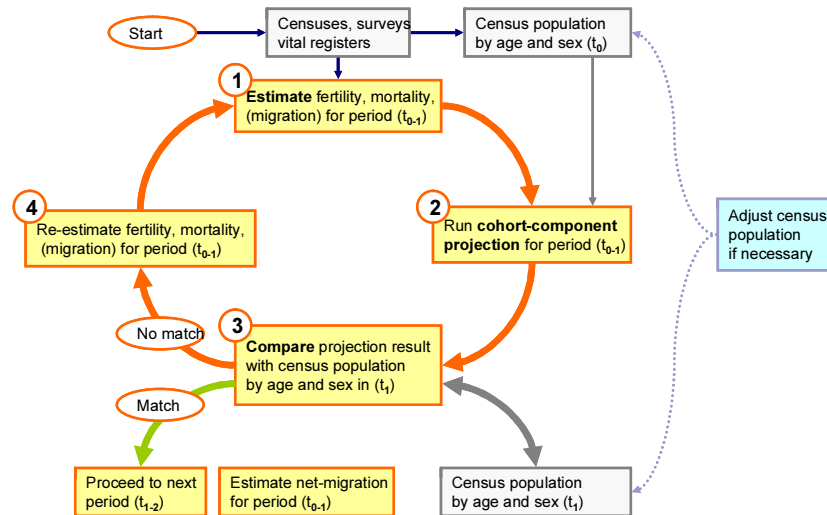 Start
Censuses, surveys
vital registers
Census population
by age and sex (t0)
1
Estimate fertility, mortality,
(migration) for period (t0-1)
4
Re-estimate fertility, mortality,
(migration) for period (t0-1)
2
Run cohort-component
projection for period (t0-1)
Adjust census
population
if necessary
No match
3
Compare projection result
with census population
by age and sex in (t1)
Match
Proceed to next
period (t1-2)
Estimate net-migration
for period (t0-1)
Census population
by age and sex (t1)